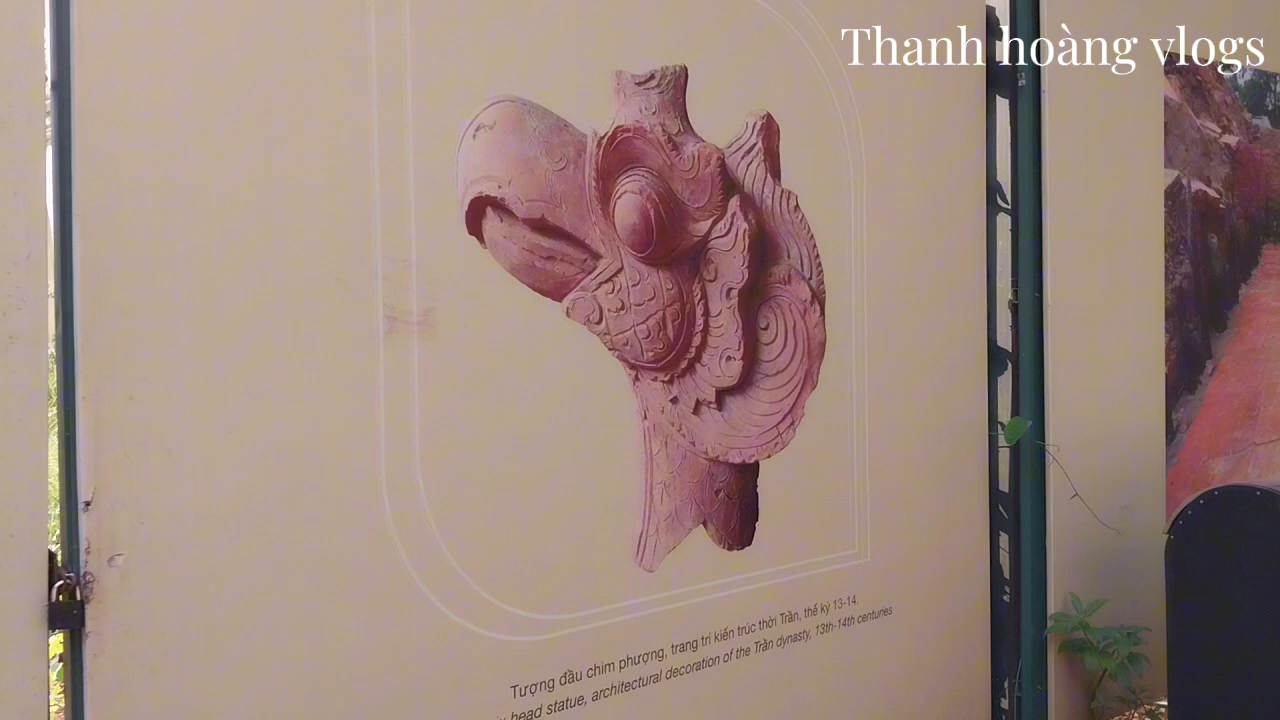 Thanh hoàng vlogs
Tượng đầu chim phượng, trang trí kiến trúc thời Trần, thế kỷ 13-14.
head statue, architectural decoration of the Trần dynasty, 13th-14th centuries